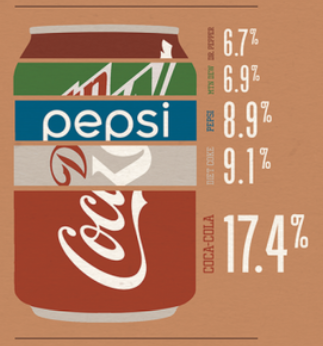 DR. PEPPER 6.7%
MTN DEW 6.9%
pepsi
PEPSI 8.9%
DIET COKE 9.1%
Coca
COCA-COLA 17.4%